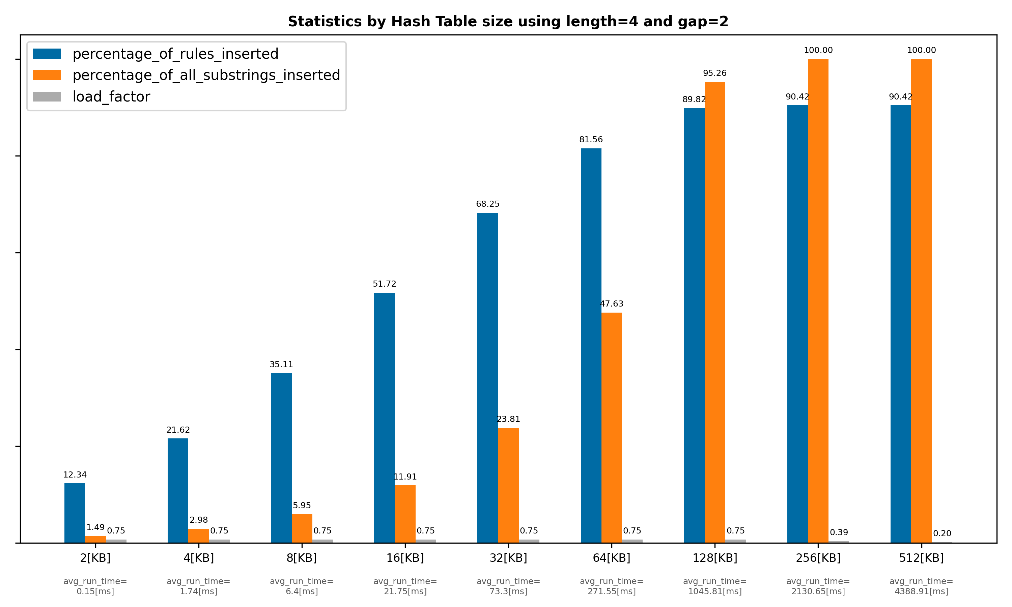 Statistics by Hash Table size using length=4 and gap=2
percentage_of_rules_inserted
percentage_of_all_substrings_inserted
load_factor
12.34 1.49 0.75
21.62 2.98 0.75
35.11 5.95 0.75
51.72 11.91 0.75
68.25 23.81 0.75
81.56 47.63 0.75
89.82 95.26 0.75
90.42 100.00 0.39
90.42 100.00 0.20
2[KB] 4[KB] 8[KB] 16[KB] 32[KB] 64[KB] 128[KB] 256[KB] 512[KB]
avg_run_time= avg_run_time= avg_run_time= avg_run_time= avg_run_time= avg_run_time= avg_run_time= avg_run_time= avg_run_time=
0.15[ms] 1.74[ms] 6.4[ms] 21.75[ms] 73.3[ms] 271.55[ms] 1045.81[ms] 2130.65[ms] 4388.91[ms]